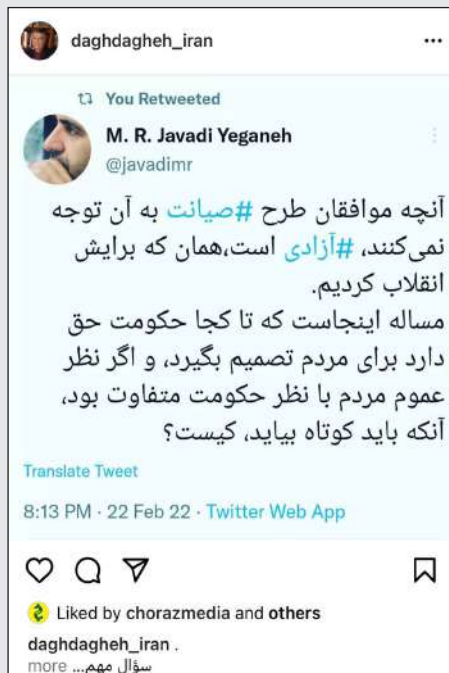 daghdagheh_iran
You Retweeted
M. R. Javadi Yeganeh
@javadimr
آنچه موافقان طرح #صیانت به آن توجه
نمی‌کنند، #آزادی است،همان که برایش
انقلاب کردیم.
مساله اینجاست که تا کجا حکومت حق
دارد برای مردم تصمیم بگیرد، و اگر نظر
عموم مردم با نظر حکومت متفاوت بود،
آنکه باید کوتاه بیاید، کیست؟
Translate Tweet
8:13 PM · 22 Feb 22 · Twitter Web App
Liked by chorazmedia and others
daghdagheh_iran .
سؤال مهم... more